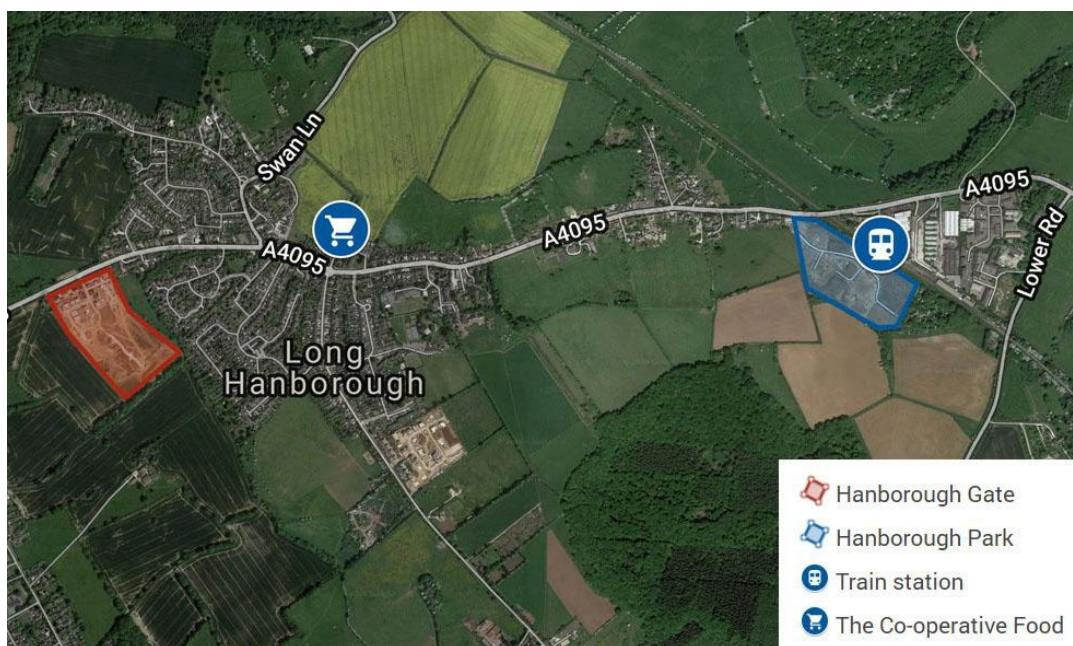 Swan Ln
A4095
A4095
A4095
Lower Rd
Long
Hanborough
Hanborough Gate
Hanborough Park
Train station
The Co-operative Food